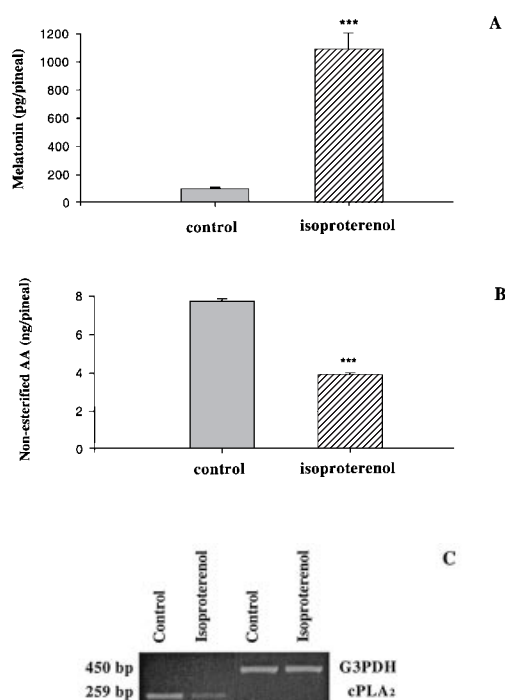 A
Melatonin (pg/pineal)
1200
1000
800
600
400
200
0
***
control
isoproterenol
B
Non-esterified AA (ng/pineal)
8
6
4
2
0
***
control
isoproterenol
C
Control
Isoproterenol
Control
Isoproterenol
450 bp
G3PDH
259 bp
cPLA2